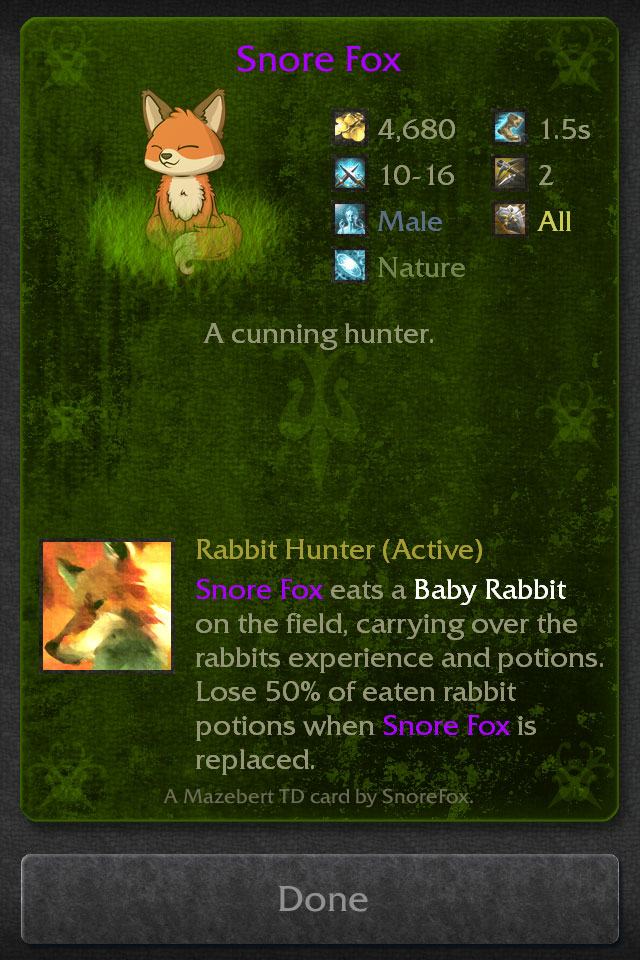 Snore Fox
4,680 1.5s
10-16 2
Male All
Nature
A cunning hunter.
Rabbit Hunter (Active)
Snore Fox eats a Baby Rabbit
on the field, carrying over the
rabbits experience and potions.
Lose 50% of eaten rabbit
potions when Snore Fox is
replaced.
A Mazebert TD card by SnoreFox.
Done